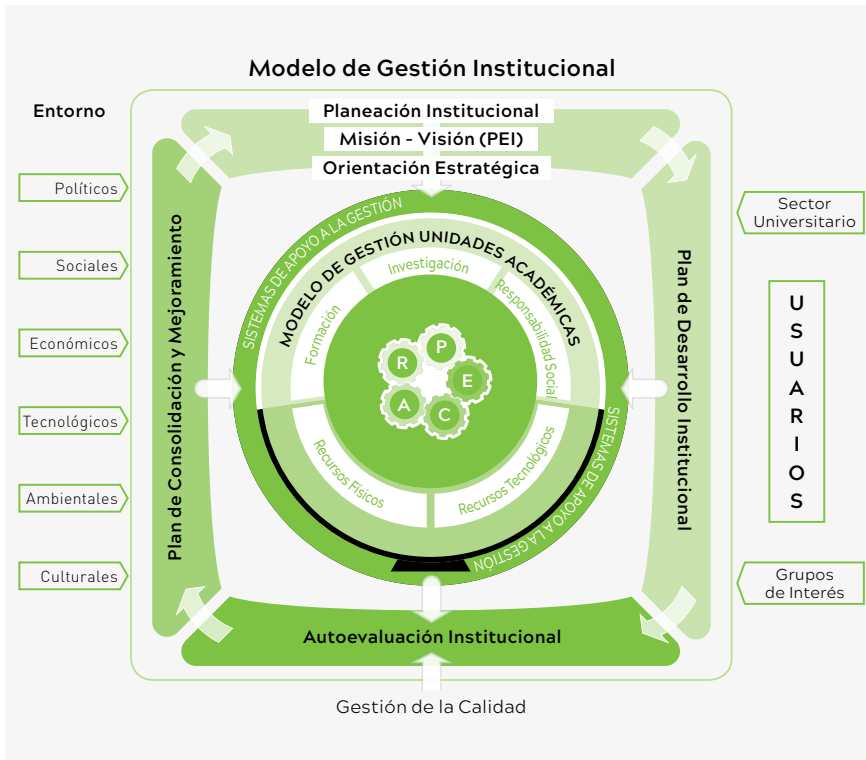 Modelo de Gestión Institucional
Entorno
Planeación Institucional
Misión - Visión (PEI)
Orientación Estratégica
Políticos
Sociales
Económicos
Tecnológicos
Ambientales
Culturales
Plan de Consolidación y Mejoramiento
SISTEMAS DE APOYO A LA GESTIÓN
MODELO DE GESTIÓN UNIDADES ACADÉMICAS
Formación
Investigación
Responsabilidad Social
R
P
E
A
C
Recursos Físicos
Recursos Tecnológicos
SISTEMAS DE APOYO A LA GESTIÓN
Plan de Desarrollo Institucional
Sector
Universitario
U
S
U
A
R
I
O
S
Grupos
de Interés
Autoevaluación Institucional
Gestión de la Calidad